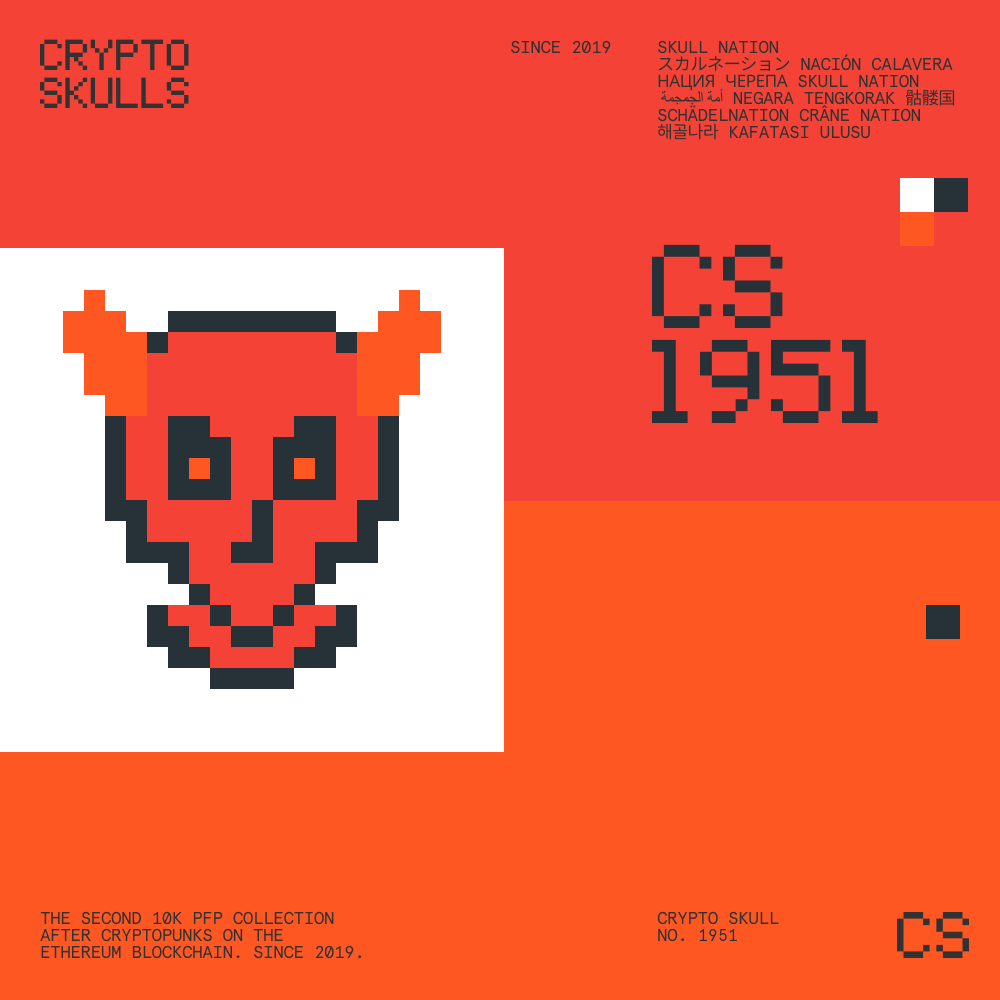 CRYPTO
SKULLS
SINCE 2019
SKULL NATION
スカルネーション NACIÓN CALAVERA
НАЦИЯ ЧЕРЕПА SKULL NATION
أمة الجمجمة NEGARA TENGKORAK 骷髅国
SCHÄDELNATION CRÂNE NATION
해골나라 KAFATASI ULUSU
CS
1951
THE SECOND 10K PFP COLLECTION
AFTER CRYPTOPUNKS ON THE
ETHEREUM BLOCKCHAIN. SINCE 2019.
CRYPTO SKULL
NO. 1951
CS